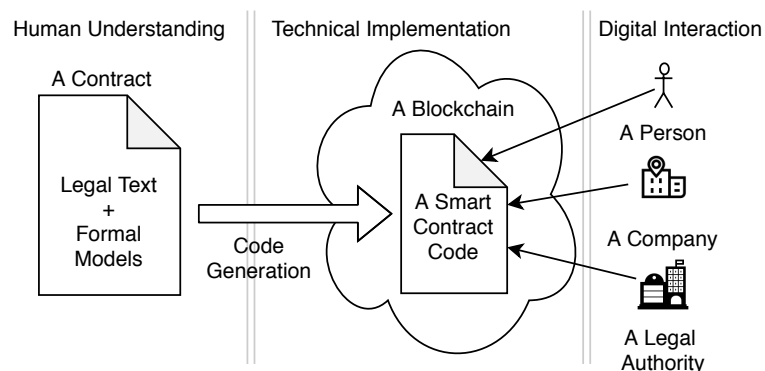 Human Understanding
Technical Implementation
Digital Interaction
A Contract
Legal Text
+
Formal
Models
Code
Generation
A Blockchain
A Smart
Contract
Code
A Person
A Company
A Legal
Authority